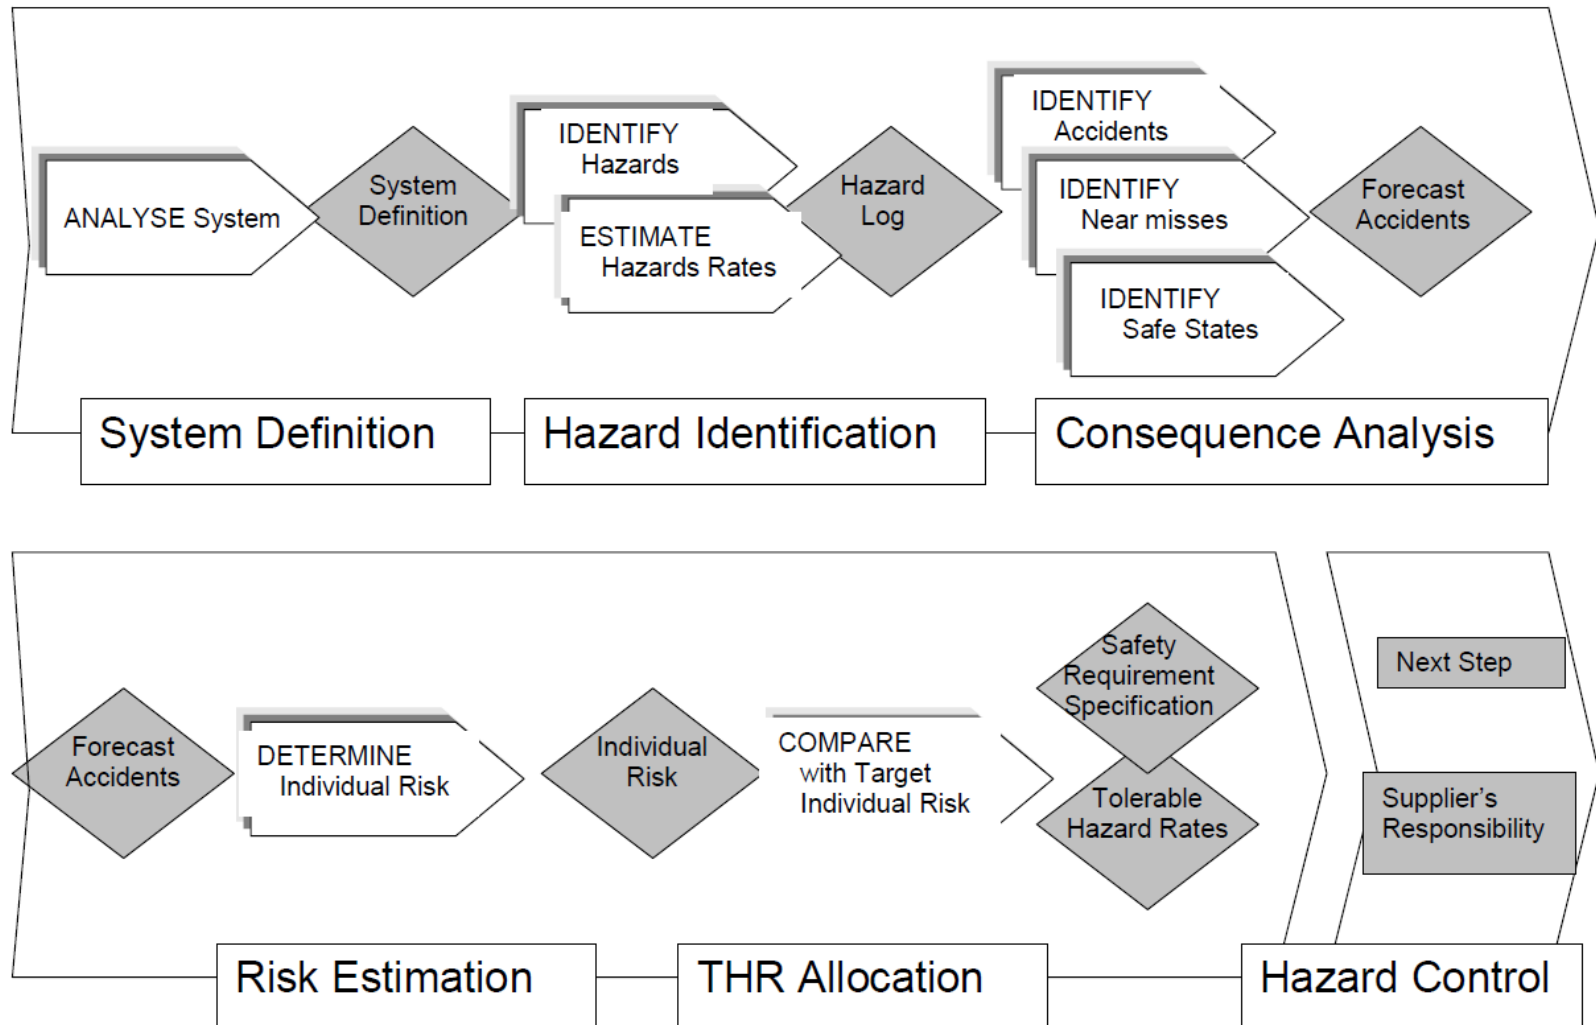 ANALYSE System
System
Definition
IDENTIFY
Hazards
ESTIMATE
Hazards Rates
Hazard
Log
IDENTIFY
Accidents
IDENTIFY
Near misses
IDENTIFY
Safe States
Forecast
Accidents
System Definition
Hazard Identification
Consequence Analysis
Forecast
Accidents
DETERMINE
Individual Risk
Individual
Risk
COMPARE
with Target
Individual Risk
Safety
Requirement
Specification
Tolerable
Hazard Rates
Next Step
Supplier's
Responsibility
Risk Estimation
THR Allocation
Hazard Control